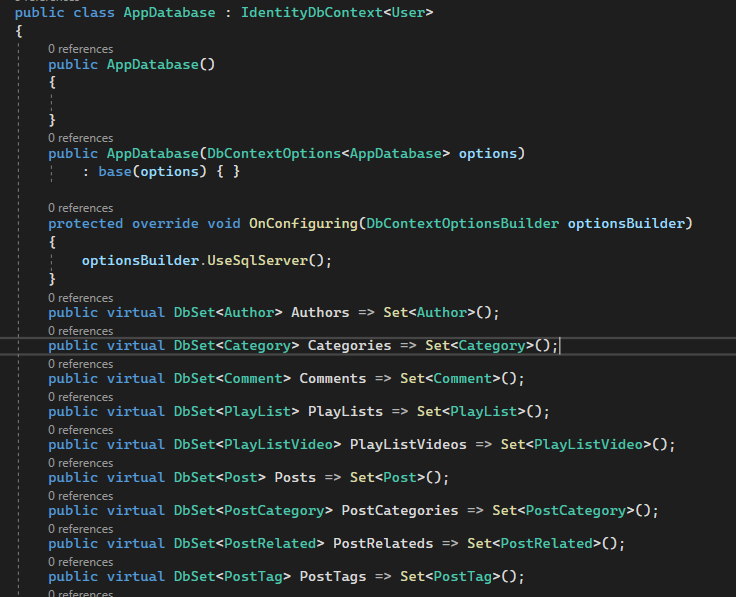 public class AppDatabase : IdentityDbContext<User>
{
0 references
public AppDatabase()
{
}
0 references
public AppDatabase(DbContextOptions<AppDatabase> options)
: base(options) { }
0 references
protected override void OnConfiguring(DbContextOptionsBuilder optionsBuilder)
{
optionsBuilder.UseSqlServer();
}
0 references
public virtual DbSet<Author> Authors => Set<Author>();
0 references
public virtual DbSet<Category> Categories => Set<Category>();
0 references
public virtual DbSet<Comment> Comments => Set<Comment>();
0 references
public virtual DbSet<PlayList> PlayLists => Set<PlayList>();
0 references
public virtual DbSet<PlayListVideo> PlayListVideos => Set<PlayListVideo>();
0 references
public virtual DbSet<Post> Posts => Set<Post>();
0 references
public virtual DbSet<PostCategory> PostCategories => Set<PostCategory>();
0 references
public virtual DbSet<PostRelated> PostRelateds => Set<PostRelated>();
0 references
public virtual DbSet<PostTag> PostTags => Set<PostTag>();
0 references